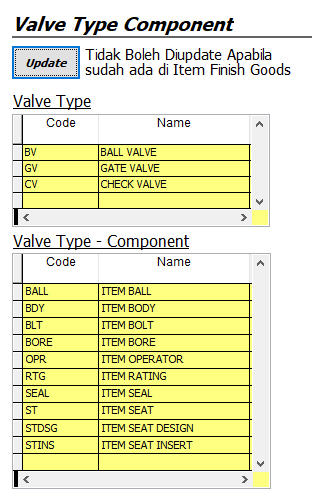 Valve Type Component
Update
Tidak Boleh Diupdate Apabila
sudah ada di Item Finish Goods
Valve Type
Code Name
BV BALL VALVE
GV GATE VALVE
CV CHECK VALVE
Valve Type - Component
Code Name
BALL ITEM BALL
BDY ITEM BODY
BLT ITEM BOLT
BORE ITEM BORE
OPR ITEM OPERATOR
RTG ITEM RATING
SEAL ITEM SEAL
ST ITEM SEAT
STDSG ITEM SEAT DESIGN
STINS ITEM SEAT INSERT